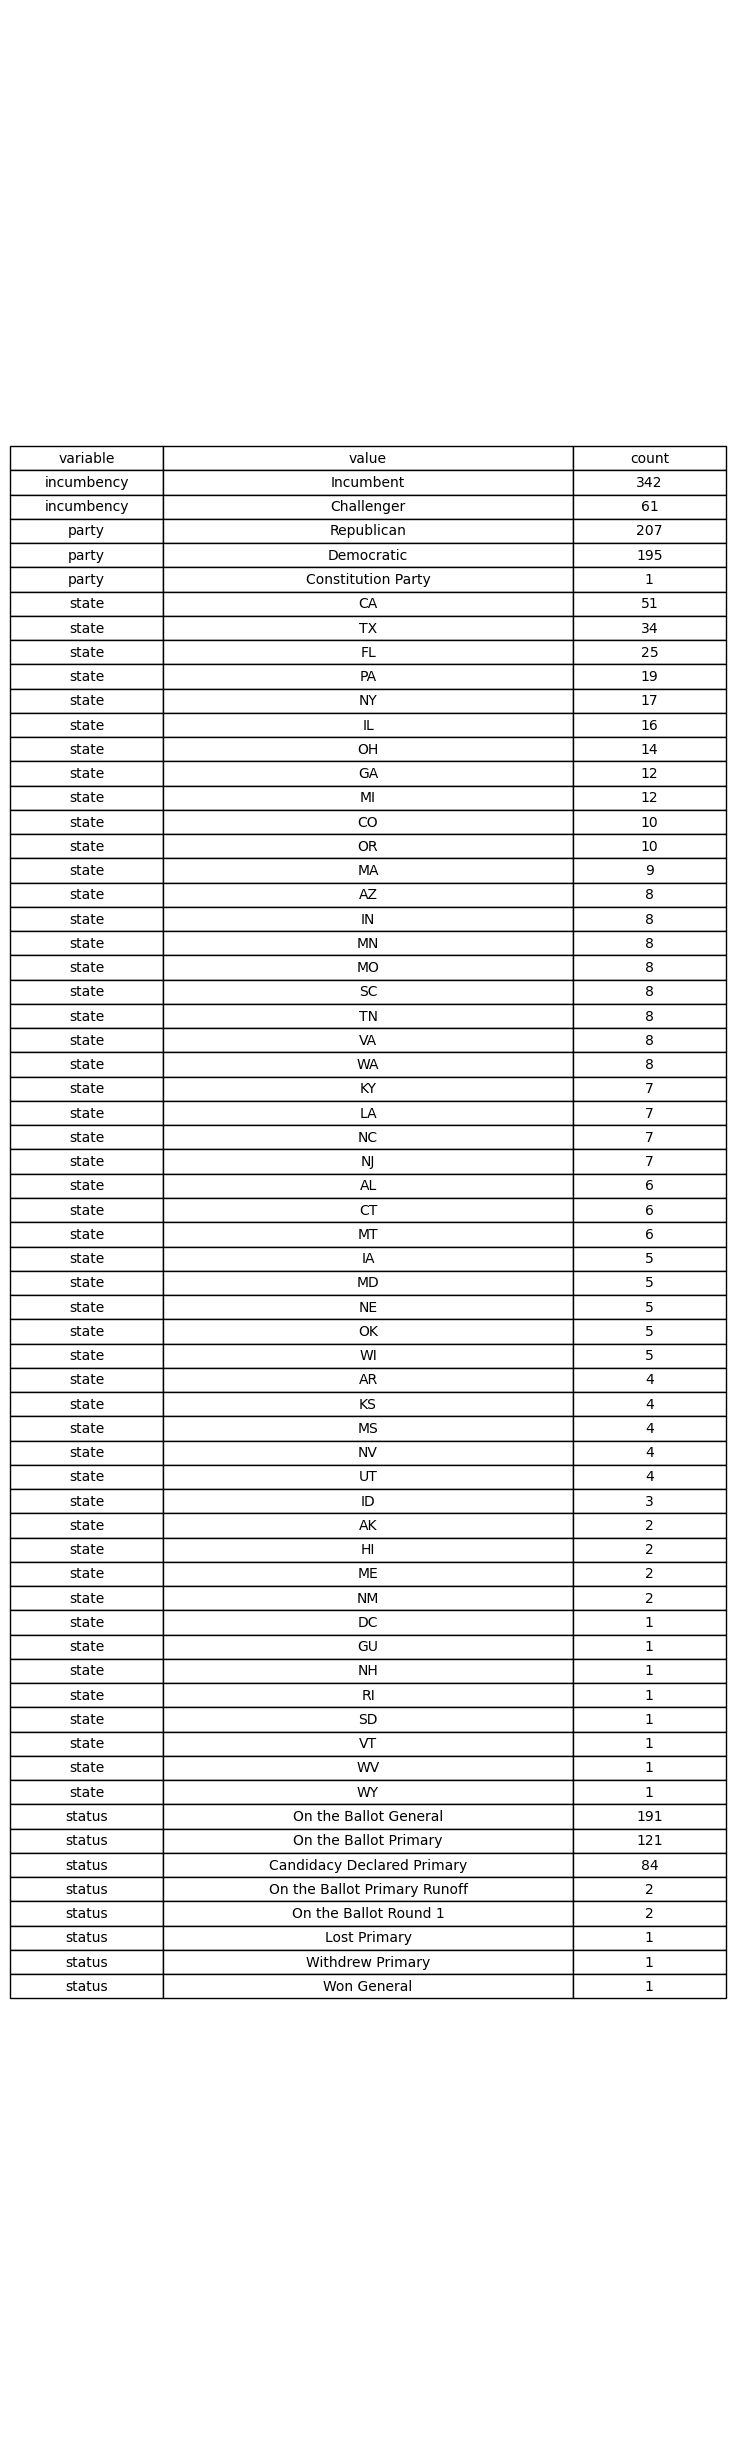 variable value count
incumbency Incumbent 342
incumbency Challenger 61
party Republican 207
party Democratic 195
party Constitution Party 1
state CA 51
state TX 34
state FL 25
state PA 19
state NY 17
state IL 16
state OH 14
state GA 12
state MI 12
state CO 10
state OR 10
state MA 9
state AZ 8
state IN 8
state MN 8
state MO 8
state SC 8
state TN 8
state VA 8
state WA 8
state KY 7
state LA 7
state NC 7
state NJ 7
state AL 6
state CT 6
state MT 6
state IA 5
state MD 5
state NE 5
state OK 5
state WI 5
state AR 4
state KS 4
state MS 4
state NV 4
state UT 4
state ID 3
state AK 2
state HI 2
state ME 2
state NM 2
state DC 1
state GU 1
state NH 1
state RI 1
state SD 1
state VT 1
state WV 1
state WY 1
status On the Ballot General 191
status On the Ballot Primary 121
status Candidacy Declared Primary 84
status On the Ballot Primary Runoff 2
status On the Ballot Round 1 2
status Lost Primary 1
status Withdrew Primary 1
status Won General 1